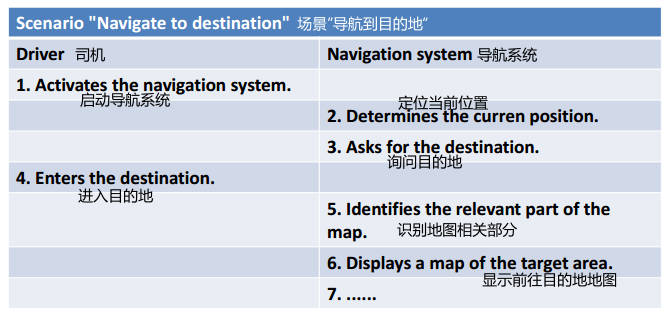 Scenario "Navigate to destination" 场景“导航到目的地”
Driver 司机
Navigation system 导航系统
1. Activates the navigation system.
启动导航系统
定位当前位置
2. Determines the curren position.
3. Asks for the destination.
询问目的地
4. Enters the destination.
进入目的地
5. Identifies the relevant part of the
map. 识别地图相关部分
6. Displays a map of the target area.
显示前往目的地地图
7. ......